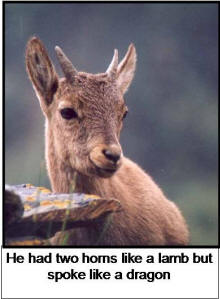 He had two horns like a lamb but
spoke like a dragon